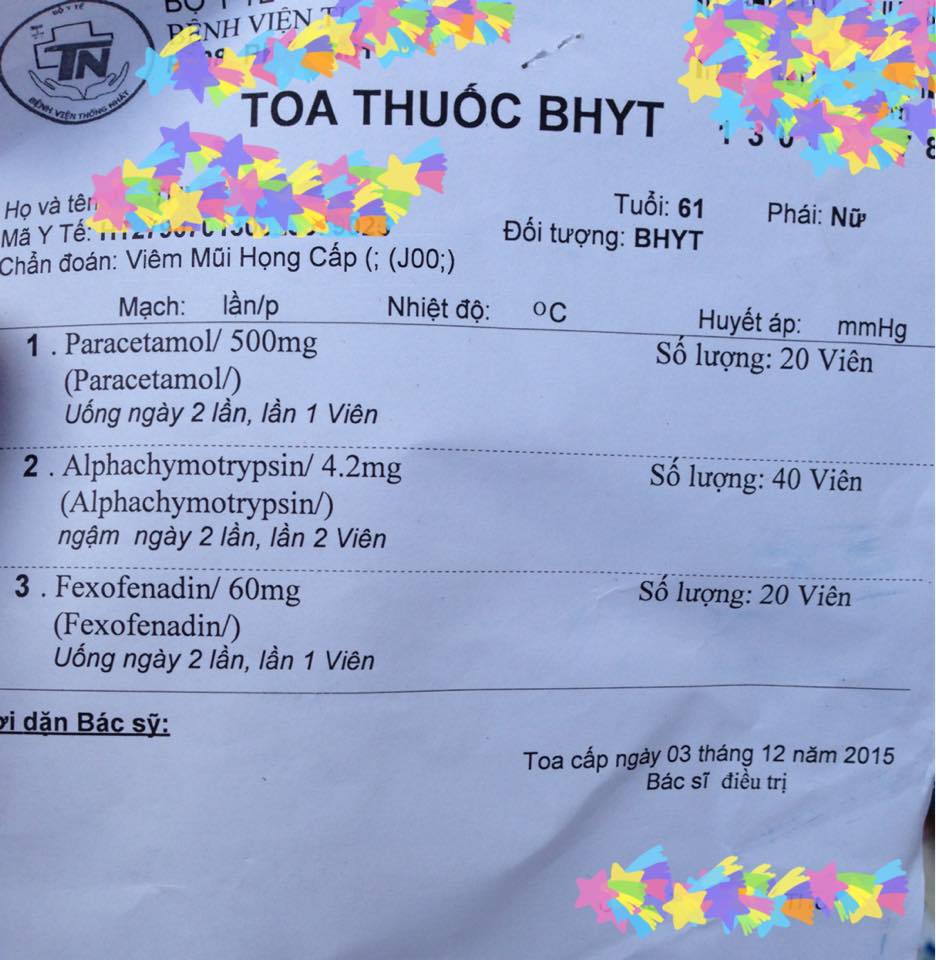 BỘ Y TẾ
BỆNH VIỆN THỐNG NHẤT
TN
BỆNH VIỆN
TOA THUỐC BHYT
Họ và tên
Tuổi: 61
Phái: Nữ
Mã Y Tế:
Đối tượng: BHYT
Chẩn đoán: Viêm Mũi Họng Cấp (; (J00;)
Mạch: lần/p Nhiệt độ: ºC Huyết áp: mmHg
1 . Paracetamol/ 500mg Số lượng: 20 Viên
(Paracetamol/)
Uống ngày 2 lần, lần 1 Viên
2 . Alphachymotrypsin/ 4.2mg Số lượng: 40 Viên
(Alphachymotrypsin/)
ngậm ngày 2 lần, lần 2 Viên
3 . Fexofenadin/ 60mg Số lượng: 20 Viên
(Fexofenadin/)
Uống ngày 2 lần, lần 1 Viên
dặn Bác sỹ:
Toa cấp ngày 03 tháng 12 năm 2015
Bác sĩ điều trị